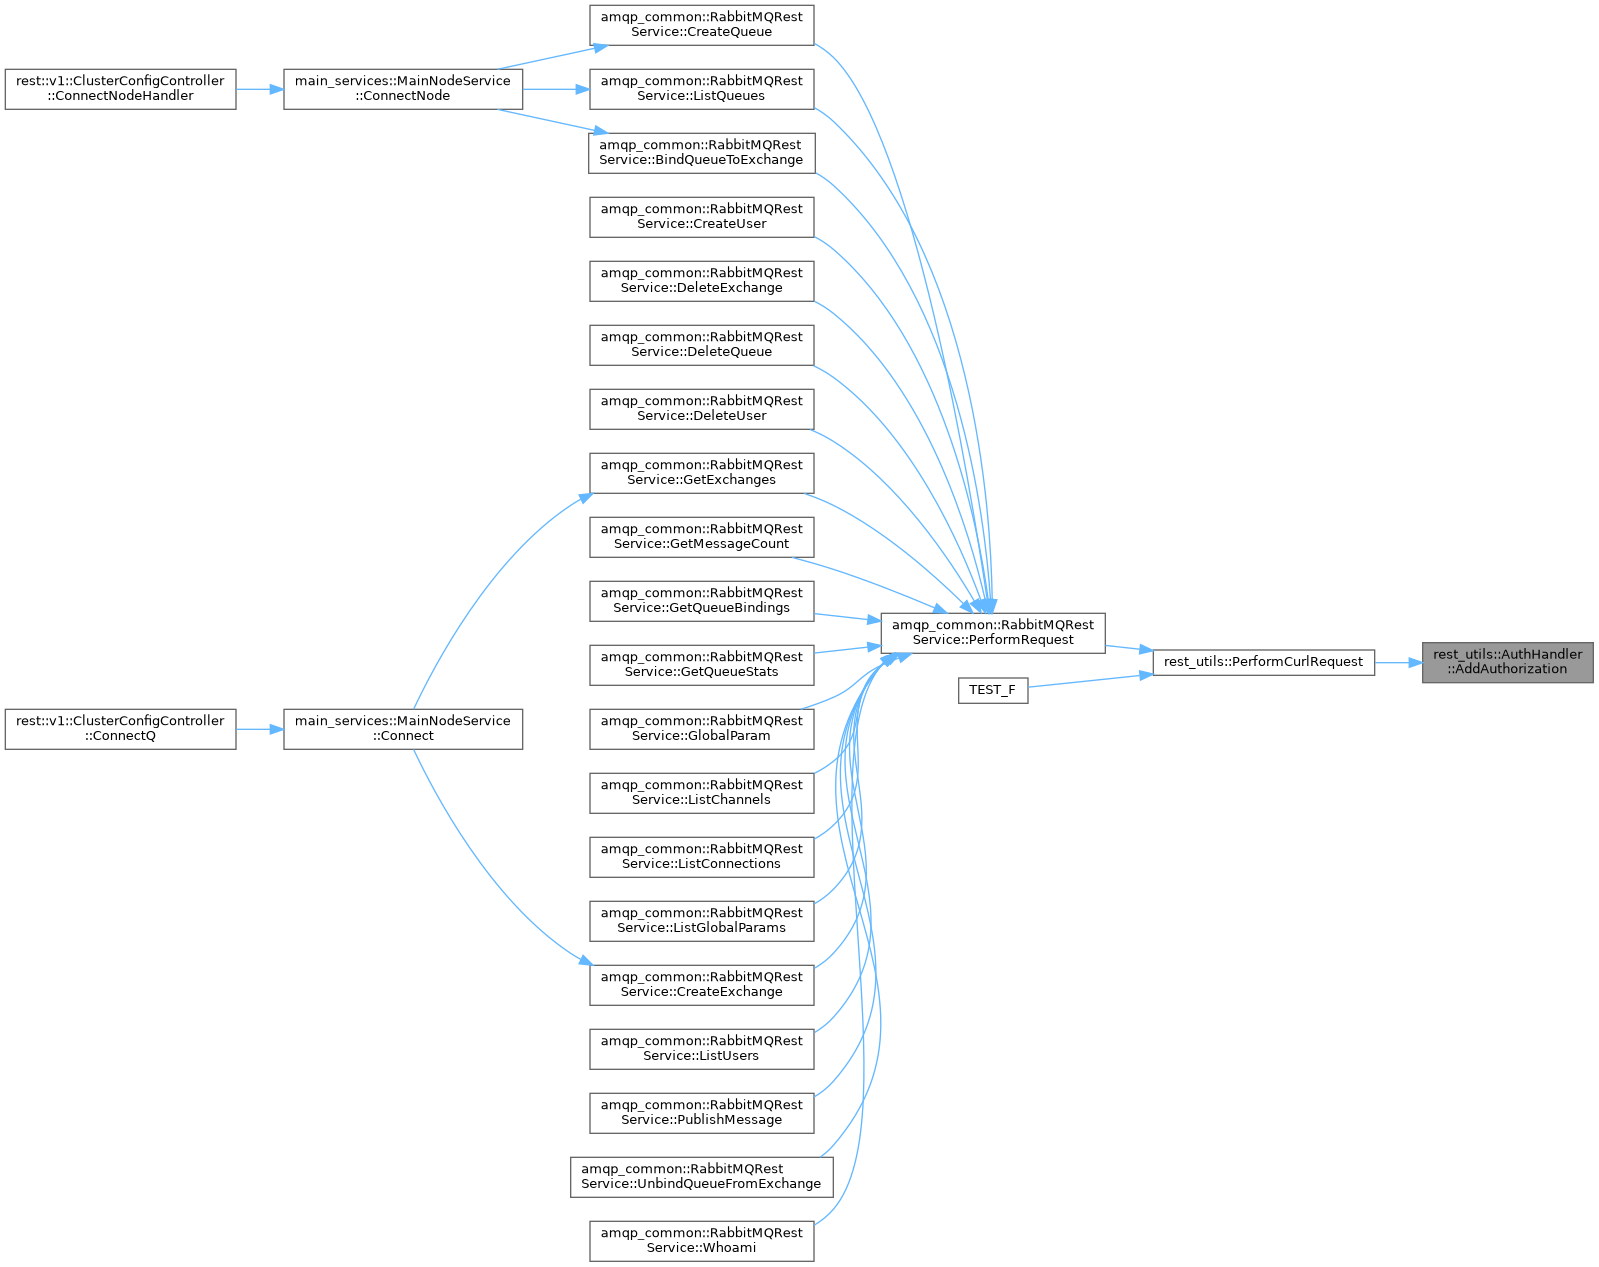 amqp_common::RabbitMQRest
Service::CreateQueue
rest::v1::ClusterConfigController
::ConnectNodeHandler
main_services::MainNodeService
::ConnectNode
amqp_common::RabbitMQRest
Service::ListQueues
amqp_common::RabbitMQRest
Service::BindQueueToExchange
amqp_common::RabbitMQRest
Service::CreateUser
amqp_common::RabbitMQRest
Service::DeleteExchange
amqp_common::RabbitMQRest
Service::DeleteQueue
amqp_common::RabbitMQRest
Service::DeleteUser
amqp_common::RabbitMQRest
Service::GetExchanges
amqp_common::RabbitMQRest
Service::GetMessageCount
amqp_common::RabbitMQRest
Service::GetQueueBindings
amqp_common::RabbitMQRest
Service::PerformRequest
rest_utils::PerformCurlRequest
rest_utils::AuthHandler
::AddAuthorization
amqp_common::RabbitMQRest
Service::GetQueueStats
TEST_F
rest::v1::ClusterConfigController
::ConnectQ
main_services::MainNodeService
::Connect
amqp_common::RabbitMQRest
Service::GlobalParam
amqp_common::RabbitMQRest
Service::ListChannels
amqp_common::RabbitMQRest
Service::ListConnections
amqp_common::RabbitMQRest
Service::ListGlobalParams
amqp_common::RabbitMQRest
Service::CreateExchange
amqp_common::RabbitMQRest
Service::ListUsers
amqp_common::RabbitMQRest
Service::PublishMessage
amqp_common::RabbitMQRest
Service::UnbindQueueFromExchange
amqp_common::RabbitMQRest
Service::Whoami